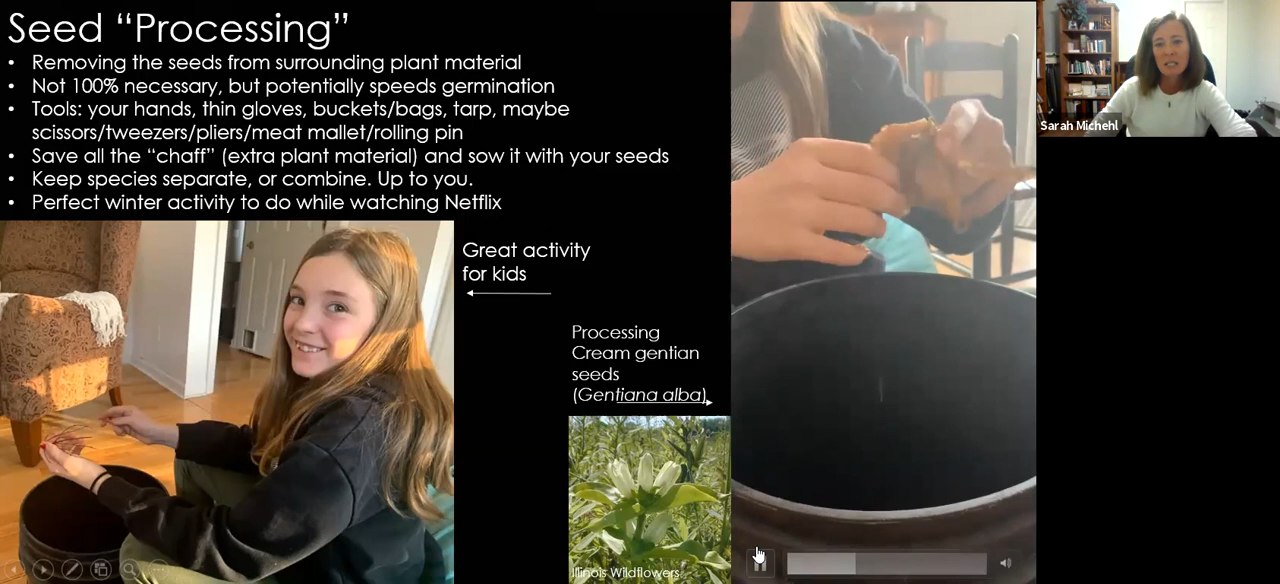 Seed “Processing”
• Removing the seeds from surrounding plant material
• Not 100% necessary, but potentially speeds germination
• Tools: your hands, thin gloves, buckets/bags, tarp, maybe
scissors/tweezers/pliers/meat mallet/rolling pin
• Save all the “chaff” (extra plant material) and sow it with your seeds
• Keep species separate, or combine. Up to you.
• Perfect winter activity to do while watching Netflix
Great activity
for kids
Processing
Cream gentian
seeds
(Gentiana alba)
Illinois Wildflowers
Sarah Michehl